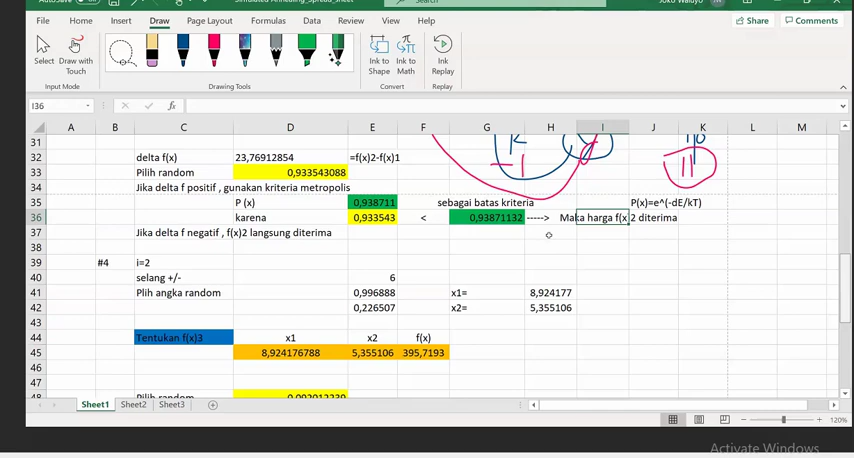 Search
File Home Insert Draw Page Layout Formulas Data Review View Help Share Comments
Select Draw with Touch Ink to Shape Ink to Math Ink Replay
Input Mode Drawing Tools Convert Replay
I36 fx
A B C D E F G H I J K L M
31
32 delta f(x) 23,76912854 =f(x)2-f(x)1
33 Pilih random 0,933543088
34 Jika delta f positif , gunakan kriteria metropolis
35 P (x) 0,938711 sebagai batas kriteria P(x)=e^(-dE/kT)
36 karena 0,933543 < 0,93871132 -----> Maka harga f(x 2 diterima
37 Jika delta f negatif , f(x)2 langsung diterima
38
39 #4 i=2
40 selang +/- 6
41 Plih angka random 0,996888 x1= 8,924177
42 0,226507 x2= 5,355106
43
44 Tentukan f(x)3 x1 x2 f(x)
45 8,924176788 5,355106 395,7193
46
47
48 Pilih random 0,092012239
Sheet1 Sheet2 Sheet3
120%
Activate Windows